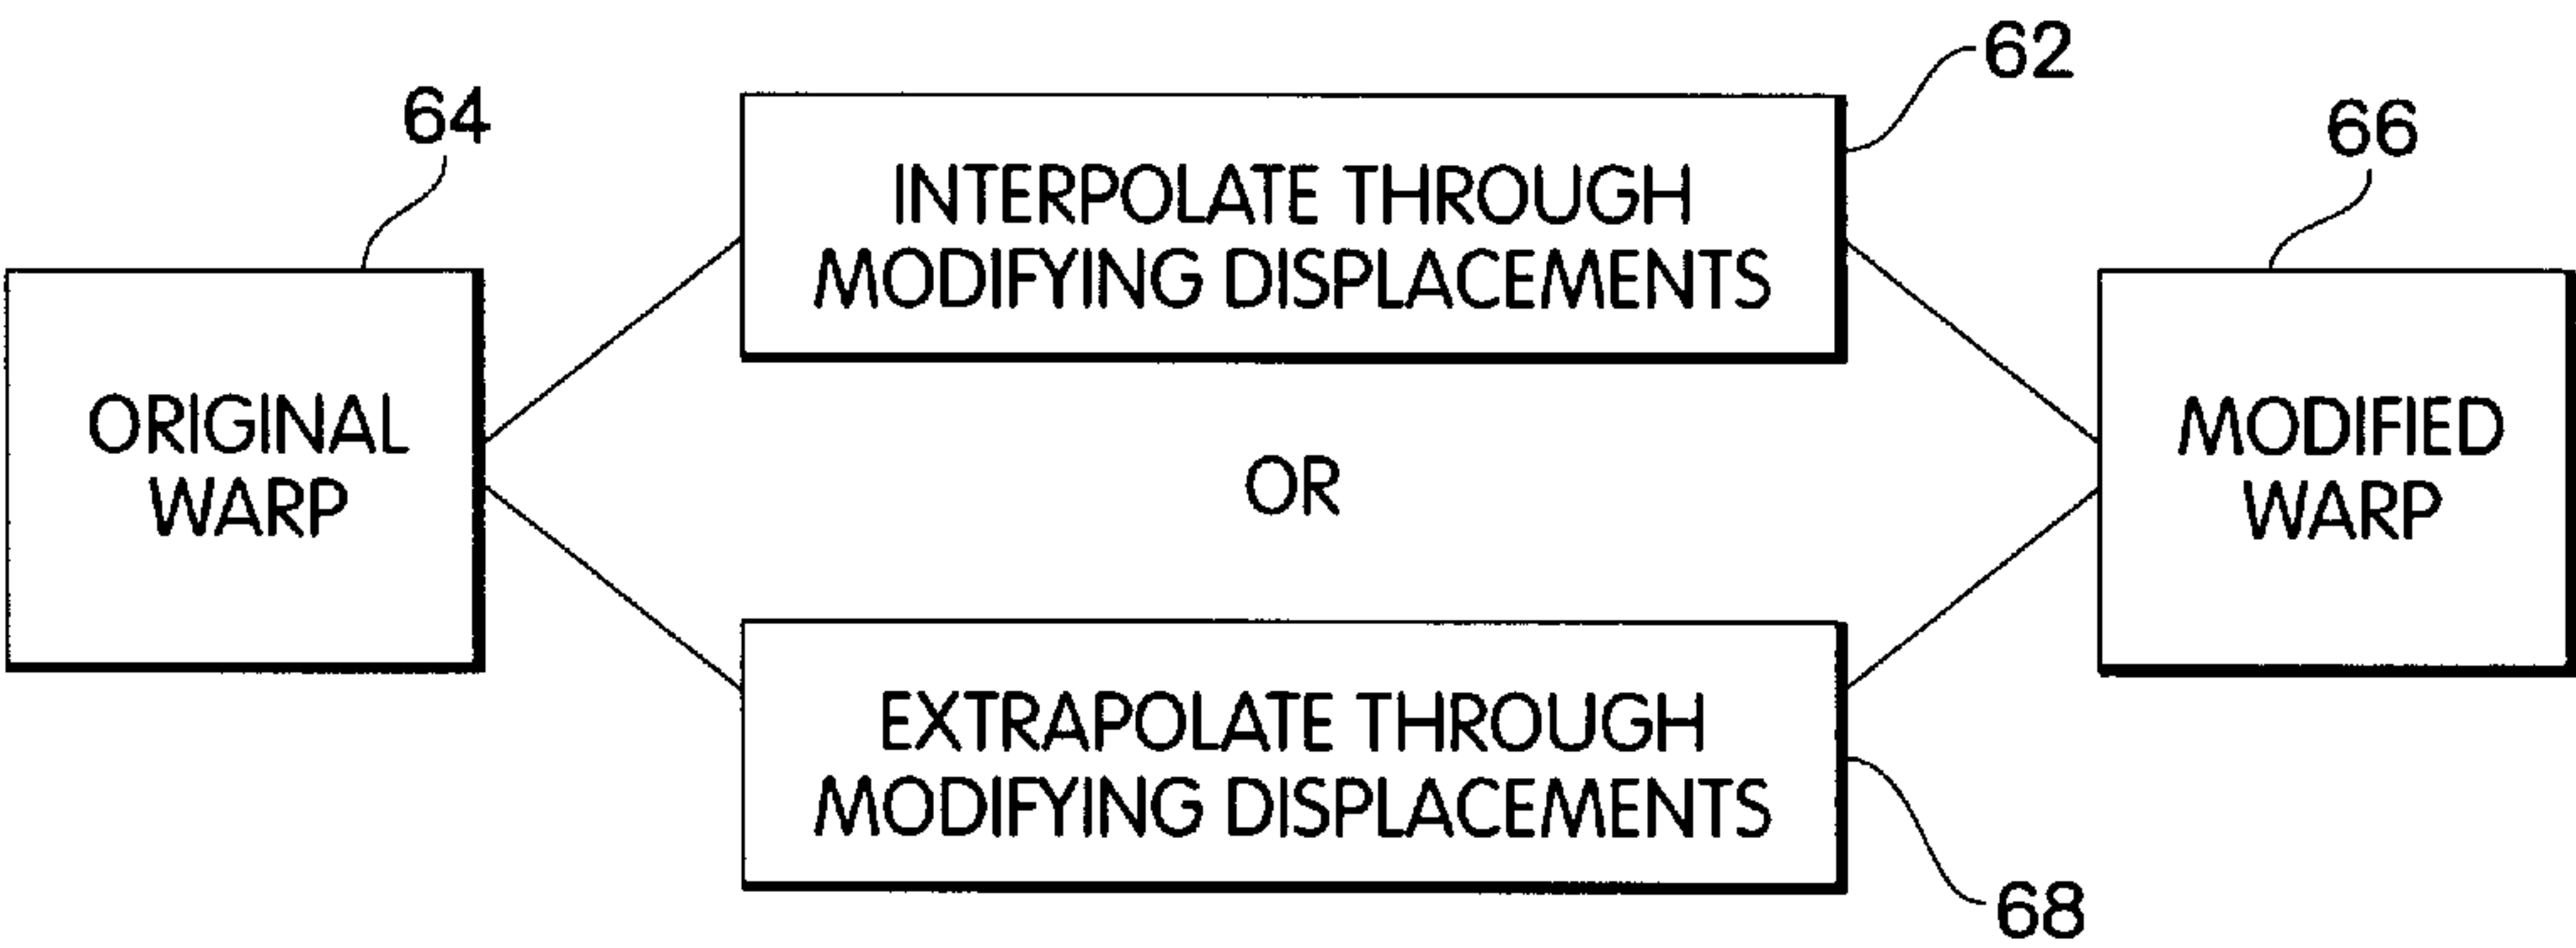 62
64
66
INTERPOLATE THROUGH
MODIFYING DISPLACEMENTS
ORIGINAL
WARP
OR
MODIFIED
WARP
EXTRAPOLATE THROUGH
MODIFYING DISPLACEMENTS
68